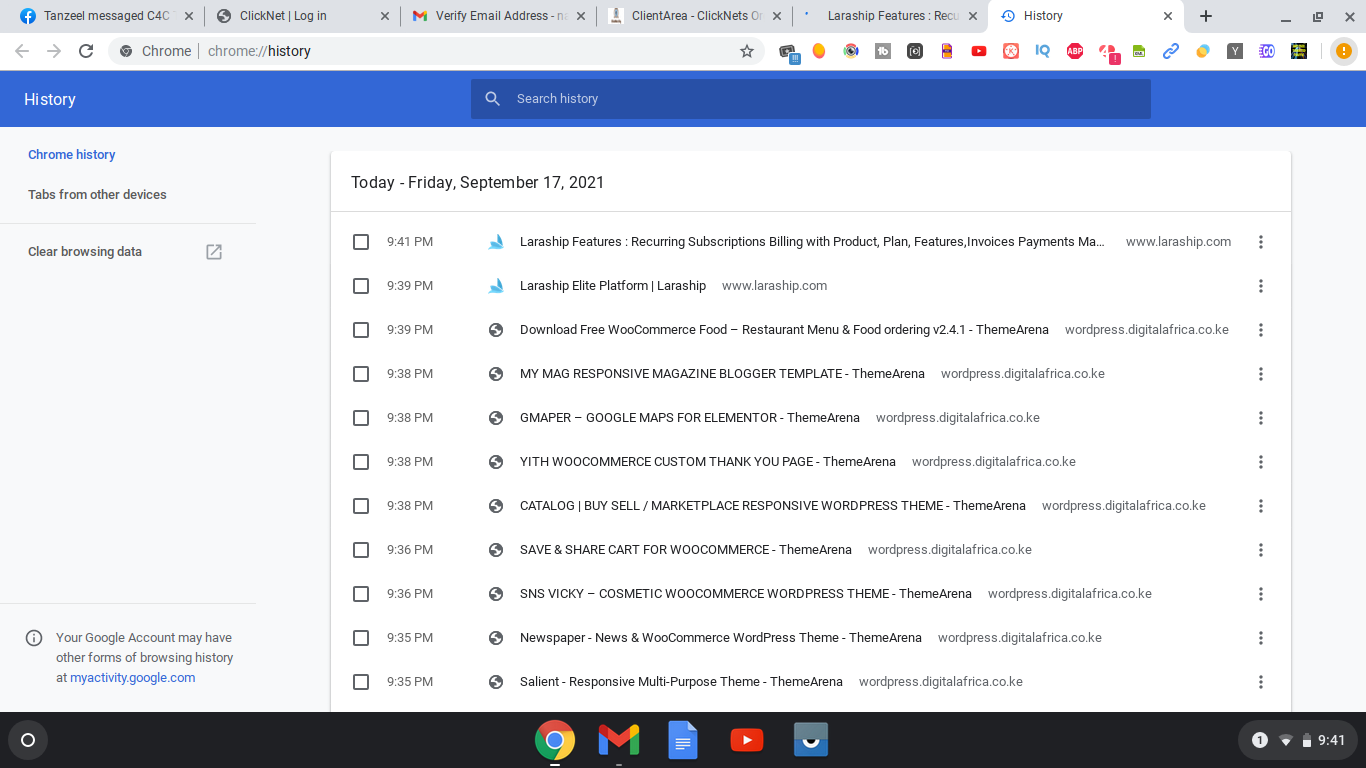 Tanzeel messaged C4C
ClickNet | Log in
Verify Email Address - na
ClientArea - ClickNets On
Laraship Features : Recu
History
Chrome | chrome://history
ABP
IQ
Y
History
Search history
Chrome history
Tabs from other devices
Clear browsing data
Today - Friday, September 17, 2021
9:41 PM Laraship Features : Recurring Subscriptions Billing with Product, Plan, Features,Invoices Payments Ma... www.laraship.com
9:39 PM Laraship Elite Platform | Laraship www.laraship.com
9:39 PM Download Free WooCommerce Food – Restaurant Menu & Food ordering v2.4.1 - ThemeArena wordpress.digitalafrica.co.ke
9:38 PM MY MAG RESPONSIVE MAGAZINE BLOGGER TEMPLATE - ThemeArena wordpress.digitalafrica.co.ke
9:38 PM GMAPER – GOOGLE MAPS FOR ELEMENTOR - ThemeArena wordpress.digitalafrica.co.ke
9:38 PM YITH WOOCOMMERCE CUSTOM THANK YOU PAGE - ThemeArena wordpress.digitalafrica.co.ke
9:38 PM CATALOG | BUY SELL / MARKETPLACE RESPONSIVE WORDPRESS THEME - ThemeArena wordpress.digitalafrica.co.ke
9:36 PM SAVE & SHARE CART FOR WOOCOMMERCE - ThemeArena wordpress.digitalafrica.co.ke
9:36 PM SNS VICKY – COSMETIC WOOCOMMERCE WORDPRESS THEME - ThemeArena wordpress.digitalafrica.co.ke
9:35 PM Newspaper - News & WooCommerce WordPress Theme - ThemeArena wordpress.digitalafrica.co.ke
9:35 PM Salient - Responsive Multi-Purpose Theme - ThemeArena wordpress.digitalafrica.co.ke
Your Google Account may have
other forms of browsing history
at myactivity.google.com
1 9:41